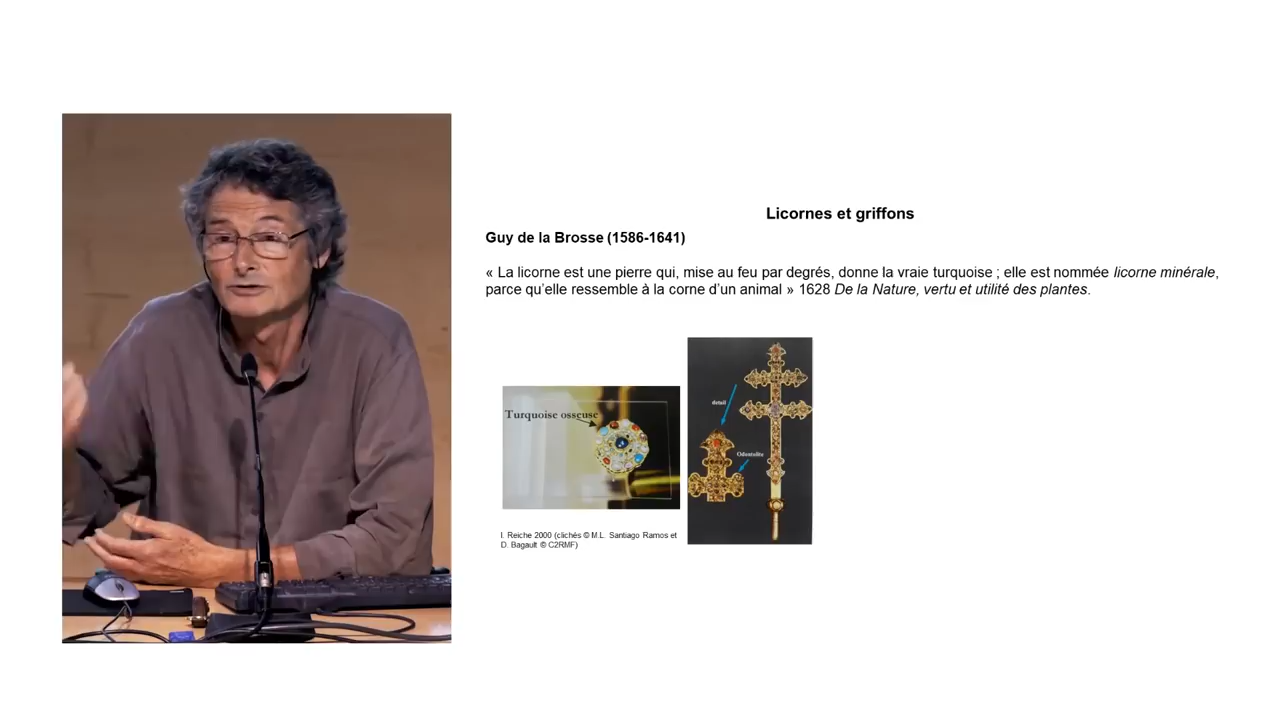 Licornes et griffons
Guy de la Brosse (1586-1641)
« La licorne est une pierre qui, mise au feu par degrés, donne la vraie turquoise ; elle est nommée licorne minérale,
parce qu’elle ressemble à la corne d’un animal » 1628 De la Nature, vertu et utilité des plantes.
Turquoise osseuse
detail
Odontolite
I. Reiche 2000 (clichés © M.L. Santiago Ramos et
D. Bagault © C2RMF)